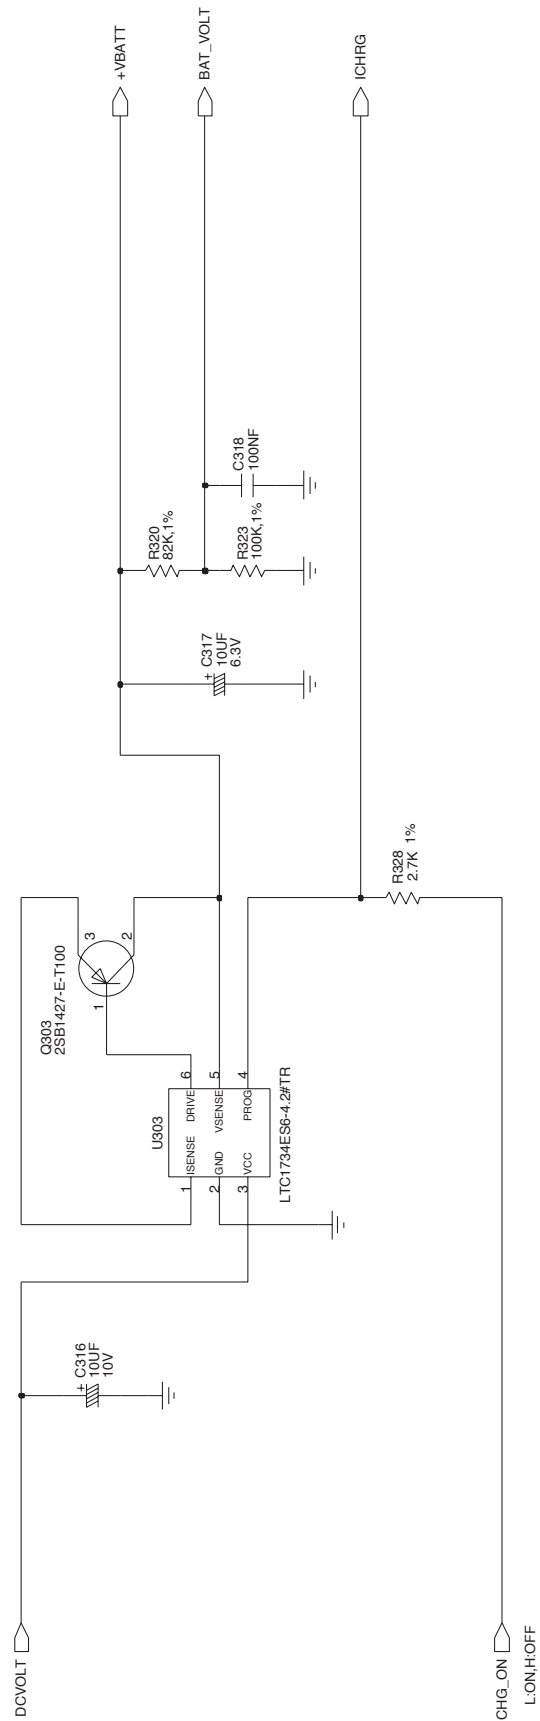 +VBATT
BAT_VOLT
ICHRG
C318
100NF
R320
82K,1%
R323
100K,1%
+ C317
10UF
6.3V
R328
2.7K 1%
Q303
2SB1427-E-T100
3
2
1
U303
6
5
4
DRIVE
VSENSE
PROG
ISENSE
GND
VCC
1
2
3
LTC1734ES6-4.2#TR
+ C316
10UF
10V
DCVOLT
CHG_ON
L:ON,H:OFF